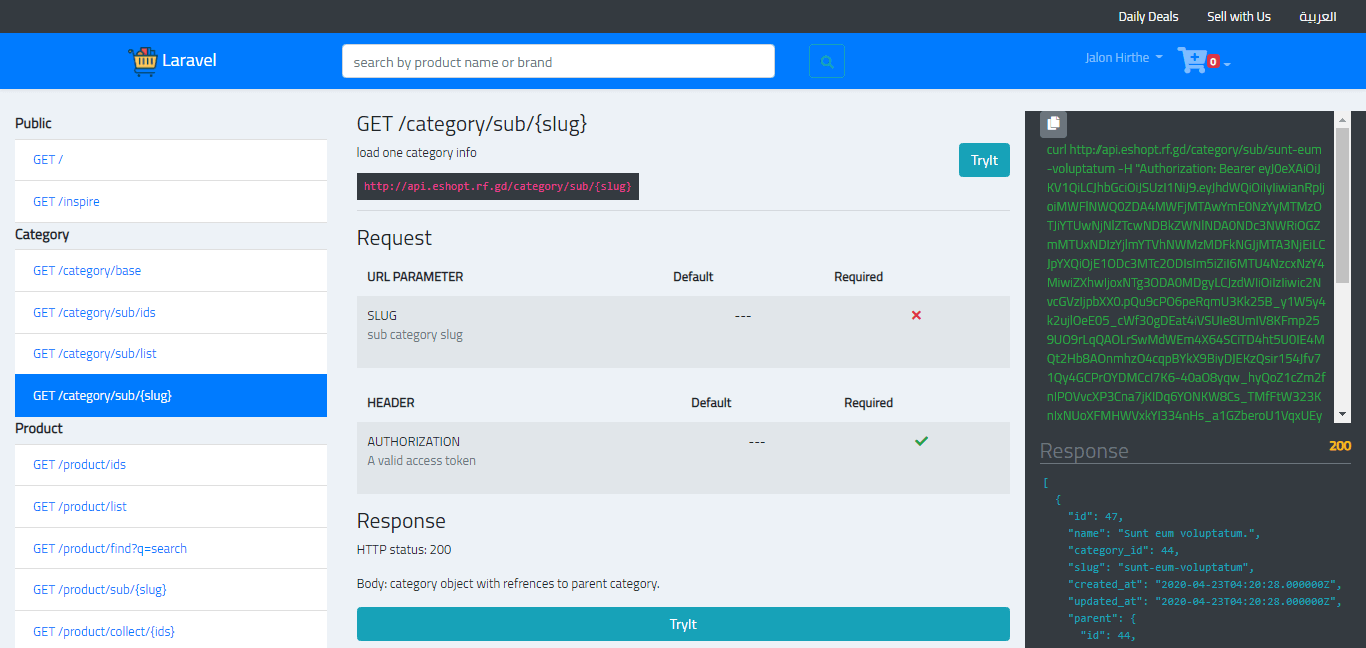 Daily Deals Sell with Us العربية
Laravel
search by product name or brand
Jalon Hirthe
0
Public
GET /
GET /inspire
Category
GET /category/base
GET /category/sub/ids
GET /category/sub/list
GET /category/sub/{slug}
Product
GET /product/ids
GET /product/list
GET /product/find?q=search
GET /product/sub/{slug}
GET /product/collect/{ids}
GET /category/sub/{slug}
load one category info
TryIt
http://api.eshopt.rf.gd/category/sub/{slug}
Request
URL PARAMETER Default Required
SLUG ---
sub category slug
HEADER Default Required
AUTHORIZATION ---
A valid access token
Response
HTTP status: 200
Body: category object with refrences to parent category.
TryIt
curl http://api.eshopt.rf.gd/category/sub/sunt-eum
-voluptatum -H "Authorization: Bearer
Response 200
[
{
"id": 47,
"name": "Sunt eum voluptatum.",
"category_id": 44,
"slug": "sunt-eum-voluptatum",
"created_at": "2020-04-23T04:20:28.000000Z",
"updated_at": "2020-04-23T04:20:28.000000Z",
"parent": {
"id": 44,